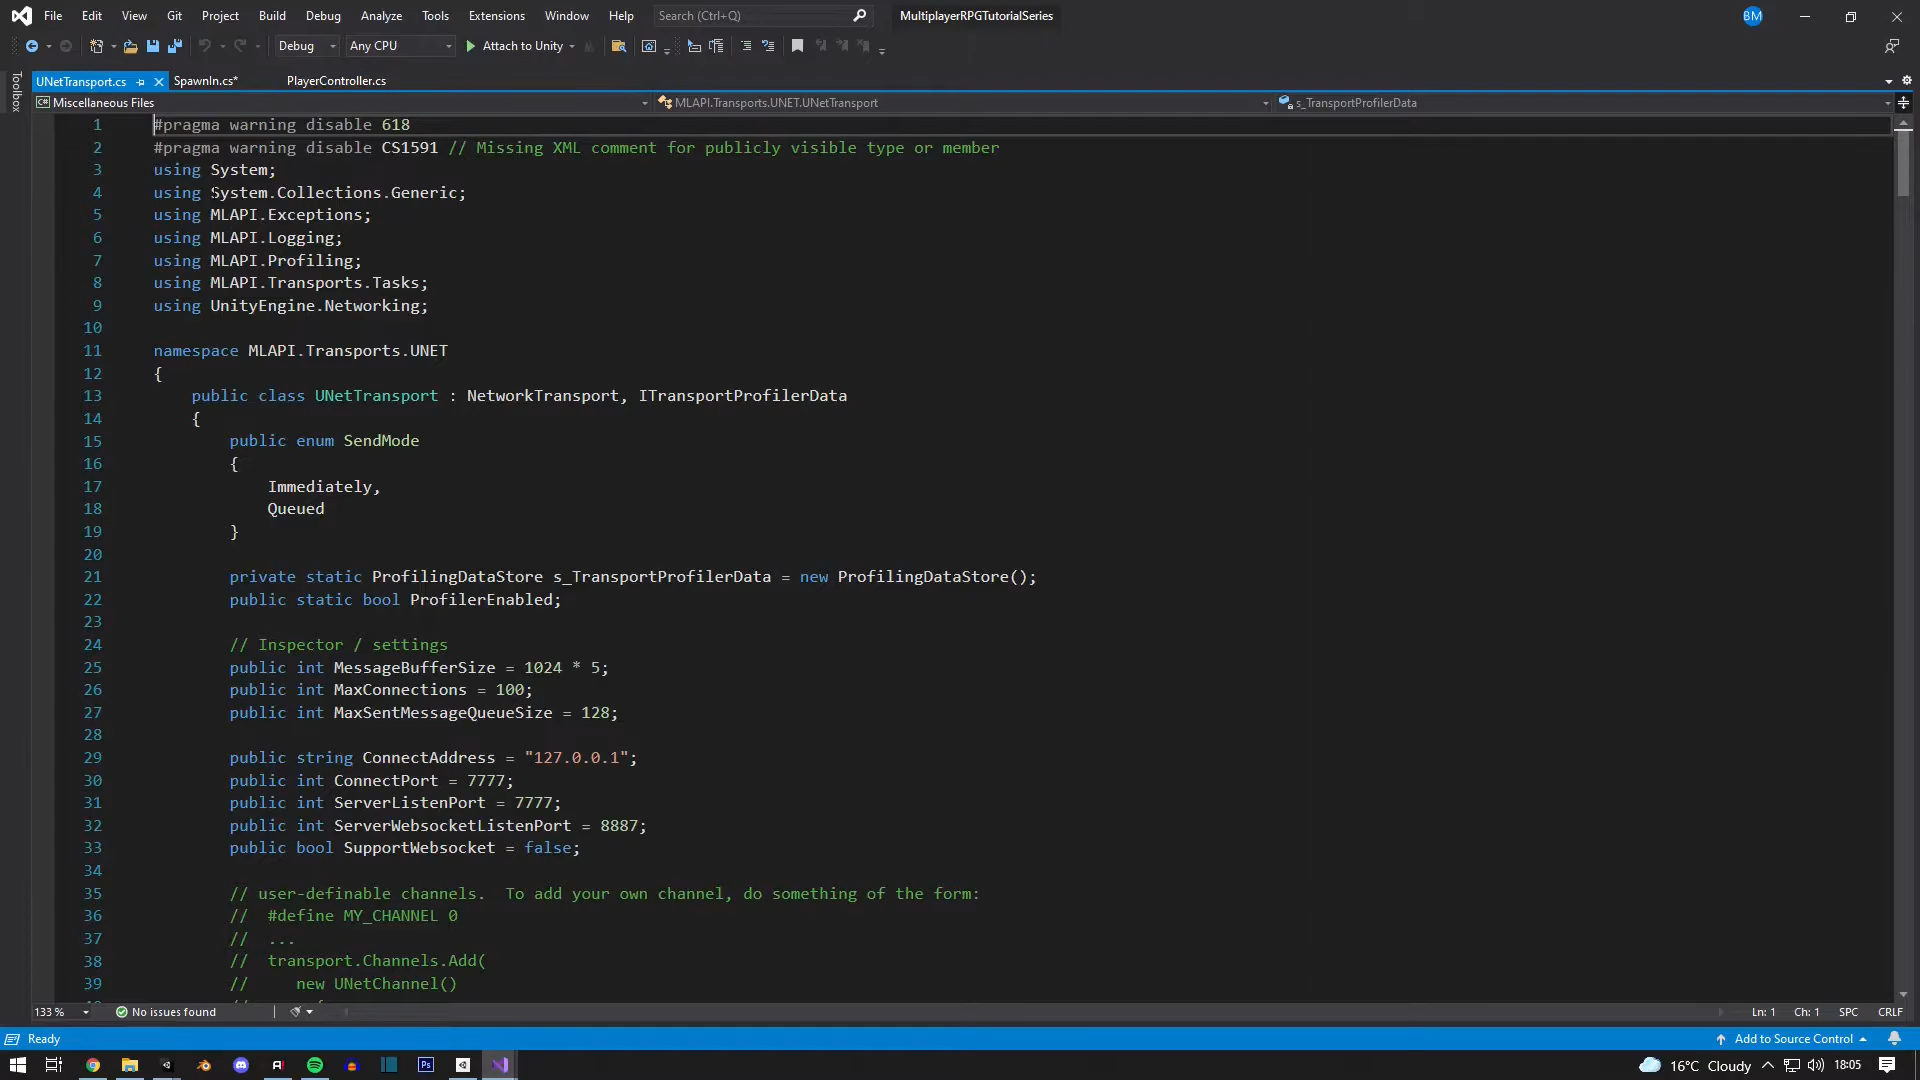 File Edit View Git Project Build Debug Analyze Tools Extensions Window Help Search (Ctrl+Q) MultiplayerRPGTutorialSeries BM
Debug Any CPU Attach to Unity
Toolbox
UNetTransport.cs SpawnIn.cs* PlayerController.cs
C# Miscellaneous Files MLAPI.Transports.UNET.UNetTransport s_TransportProfilerData
1 #pragma warning disable 618
2 #pragma warning disable CS1591 // Missing XML comment for publicly visible type or member
3 using System;
4 using System.Collections.Generic;
5 using MLAPI.Exceptions;
6 using MLAPI.Logging;
7 using MLAPI.Profiling;
8 using MLAPI.Transports.Tasks;
9 using UnityEngine.Networking;
10
11 namespace MLAPI.Transports.UNET
12 {
13 public class UNetTransport : NetworkTransport, ITransportProfilerData
14 {
15 public enum SendMode
16 {
17 Immediately,
18 Queued
19 }
20
21 private static ProfilingDataStore s_TransportProfilerData = new ProfilingDataStore();
22 public static bool ProfilerEnabled;
23
24 // Inspector / settings
25 public int MessageBufferSize = 1024 * 5;
26 public int MaxConnections = 100;
27 public int MaxSentMessageQueueSize = 128;
28
29 public string ConnectAddress = "127.0.0.1";
30 public int ConnectPort = 7777;
31 public int ServerListenPort = 7777;
32 public int ServerWebsocketListenPort = 8887;
33 public bool SupportWebsocket = false;
34
35 // user-definable channels. To add your own channel, do something of the form:
36 // #define MY_CHANNEL 0
37 // ...
38 // transport.Channels.Add(
39 // new UNetChannel()
133 % No issues found Ln: 1 Ch: 1 SPC CRLF
Ready Add to Source Control
Ps 16°C Cloudy 18:05